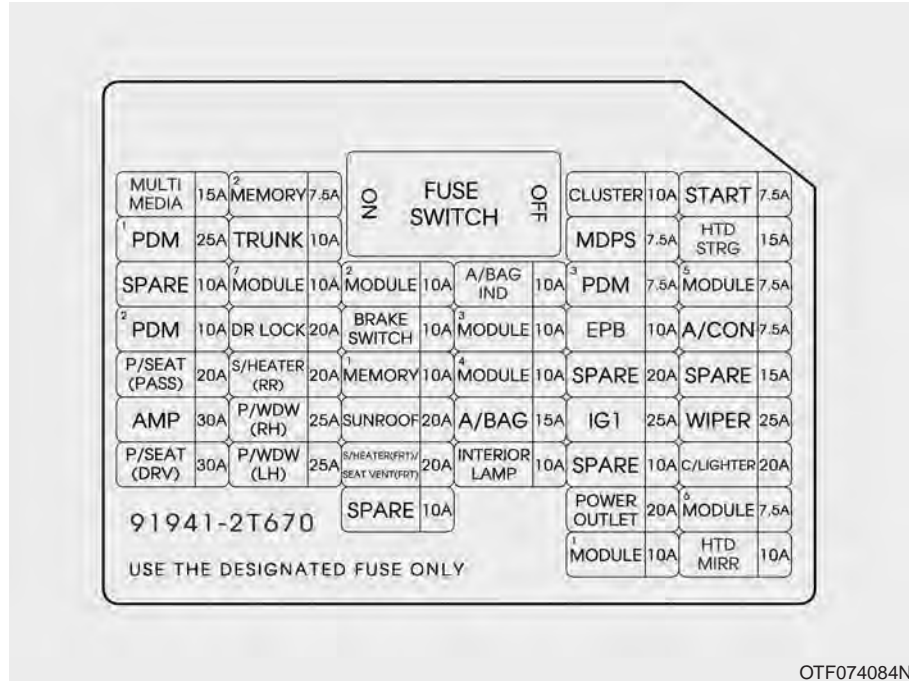 MULTI MEDIA 15A 2 MEMORY 7.5A ON FUSE SWITCH OFF CLUSTER 10A START 7.5A
1 PDM 25A TRUNK 10A MDPS 7.5A HTD STRG 15A
SPARE 10A 7 MODULE 10A 2 MODULE 10A A/BAG IND 10A 3 PDM 7.5A 5 MODULE 7.5A
2 PDM 10A DR LOCK 20A BRAKE SWITCH 10A 3 MODULE 10A EPB 10A A/CON 7.5A
P/SEAT (PASS) 20A S/HEATER (RR) 20A 1 MEMORY 10A 4 MODULE 10A SPARE 20A SPARE 15A
AMP 30A P/WDW (RH) 25A SUNROOF 20A A/BAG 15A IG1 25A WIPER 25A
P/SEAT (DRV) 30A P/WDW (LH) 25A S/HEATER(FRT)/ SEAT VENT(FRT) 20A INTERIOR LAMP 10A SPARE 10A C/LIGHTER 20A
91941-2T670 SPARE 10A POWER OUTLET 20A 6 MODULE 7.5A
USE THE DESIGNATED FUSE ONLY 1 MODULE 10A HTD MIRR 10A
OTF074084N